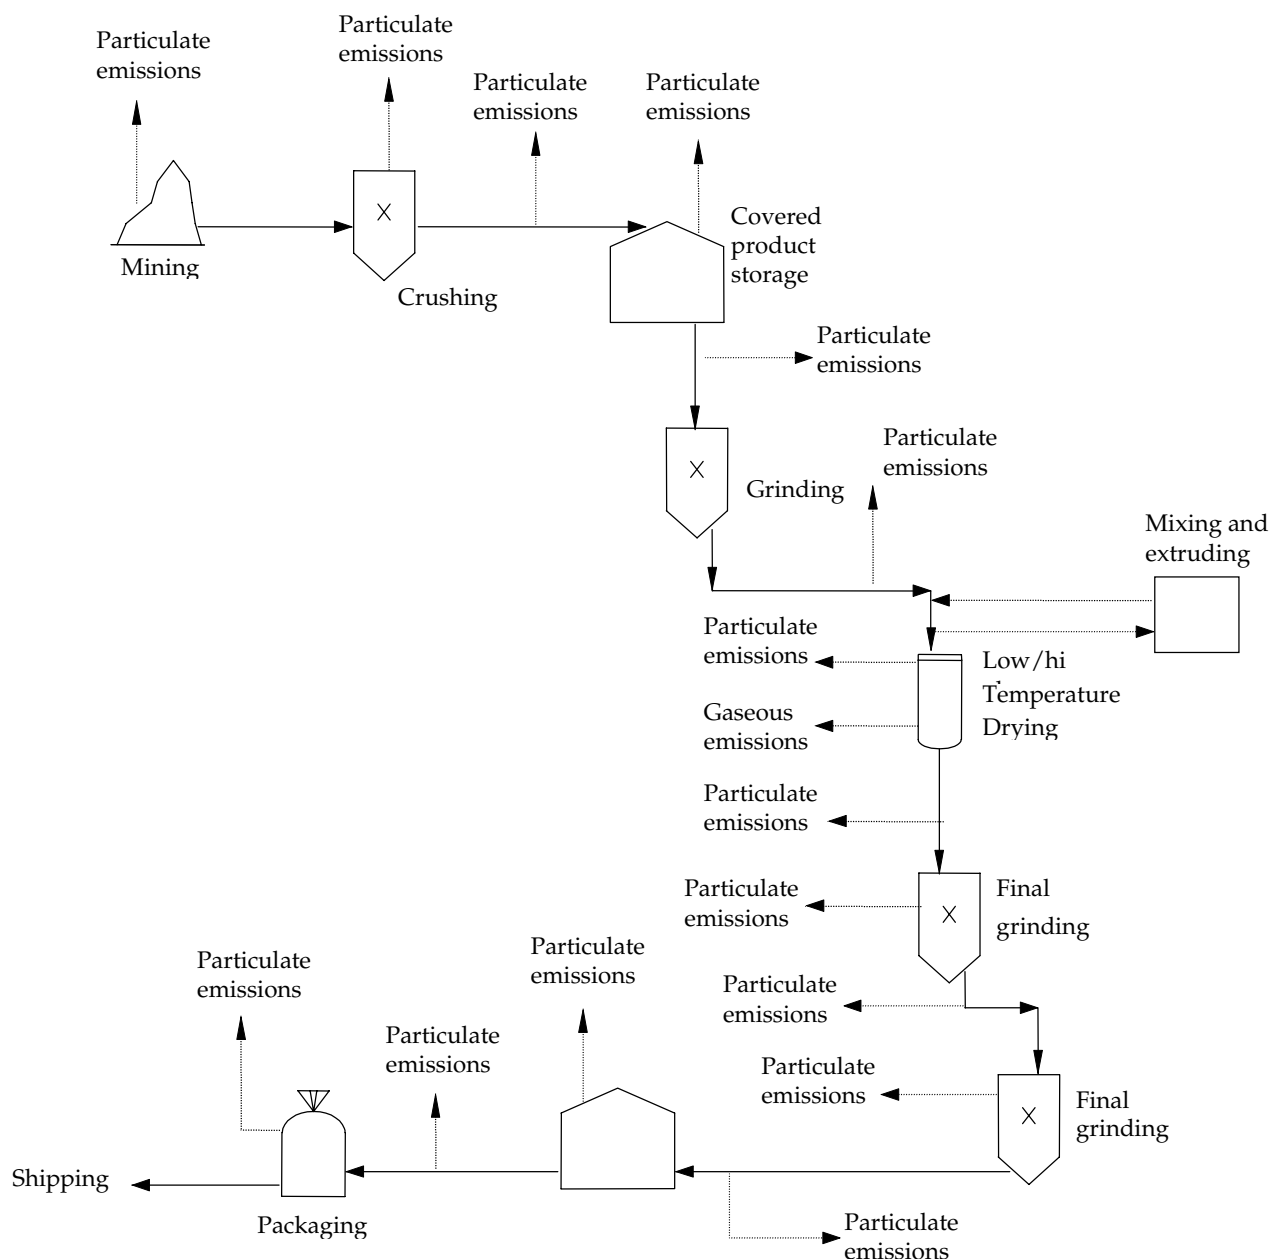 Particulate
emissions
Particulate
emissions
Particulate
emissions
Particulate
emissions
X
Mining
Crushing
Covered
product
storage
Particulate
emissions
X
Grinding
Particulate
emissions
Mixing and
extruding
Particulate
emissions
Low/hi
Temperature
Drying
Gaseous
emissions
Particulate
emissions
Particulate
emissions
X
Final
grinding
Particulate
emissions
Particulate
emissions
Particulate
emissions
Particulate
emissions
Particulate
emissions
X
Final
grinding
Shipping
Packaging
Particulate
emissions